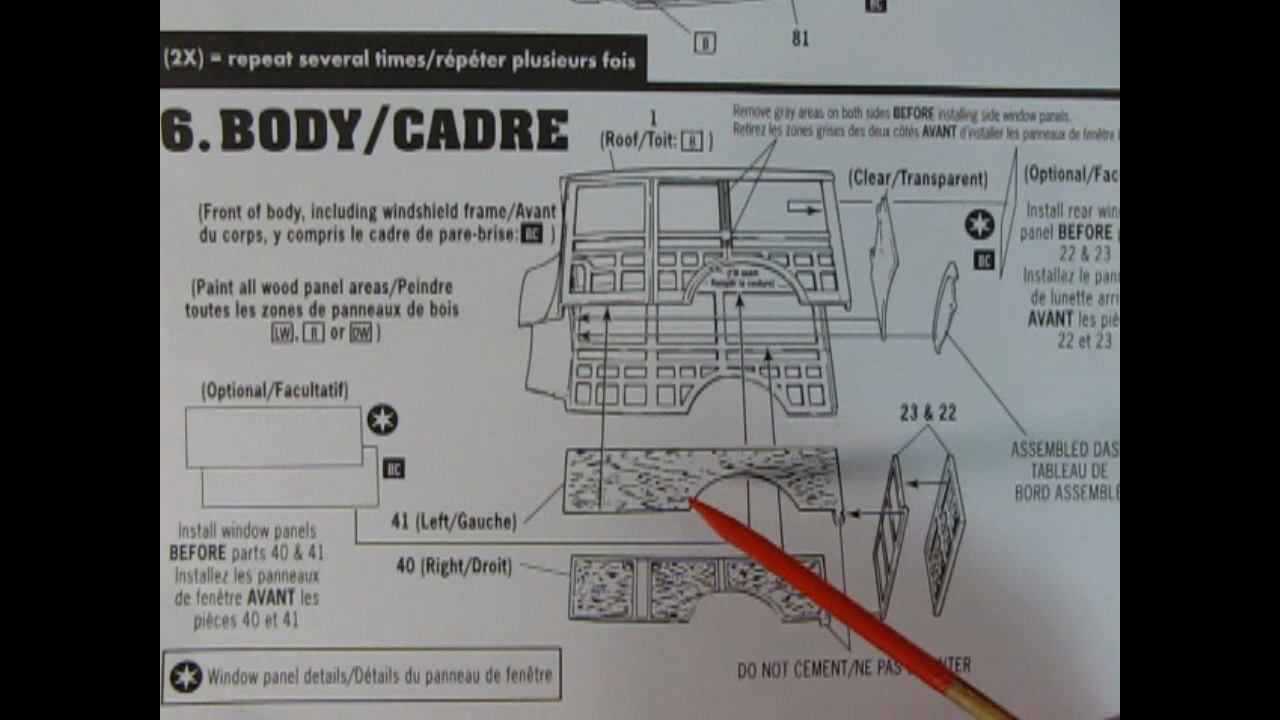 B
81
BC
(2X) = repeat several times/répéter plusieurs fois
6. BODY/CADRE
1
(Roof/Toit: B )
Remove gray areas on both sides BEFORE installing side window panels.
Retirez les zones grises des deux côtés AVANT d'installer les panneaux de fenêtre
(Front of body, including windshield frame/Avant
du corps, y compris le cadre de pare-brise: BC )
(Clear/Transparent)
(Optional/Fac
Install rear win
panel BEFORE
22 & 23
Installez le pan
de lunette arri
AVANT les piè
22 et 23
BC
(Paint all wood panel areas/Peindre
toutes les zones de panneaux de bois
LW, R or DW )
(Optional/Facultatif)
BC
Install window panels
BEFORE parts 40 & 41
Installez les panneaux
de fenêtre AVANT les
pièces 40 et 41
41 (Left/Gauche)
40 (Right/Droit)
23 & 22
ASSEMBLED DAS
TABLEAU DE
BORD ASSEMBLÉ
DO NOT CEMENT/NE PAS
Window panel details/Détails du panneau de fenêtre